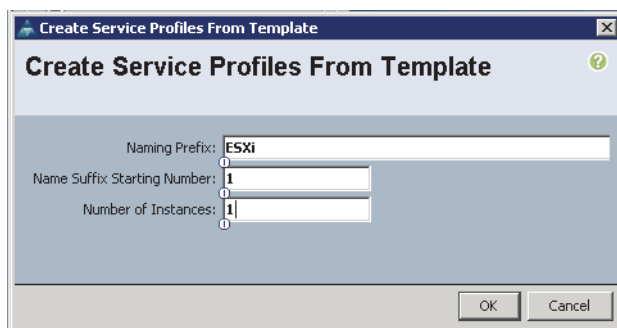 Create Service Profiles From Template
Create Service Profiles From Template
Naming Prefix: ESXi
Name Suffix Starting Number: 1
Number of Instances: 1
OK Cancel